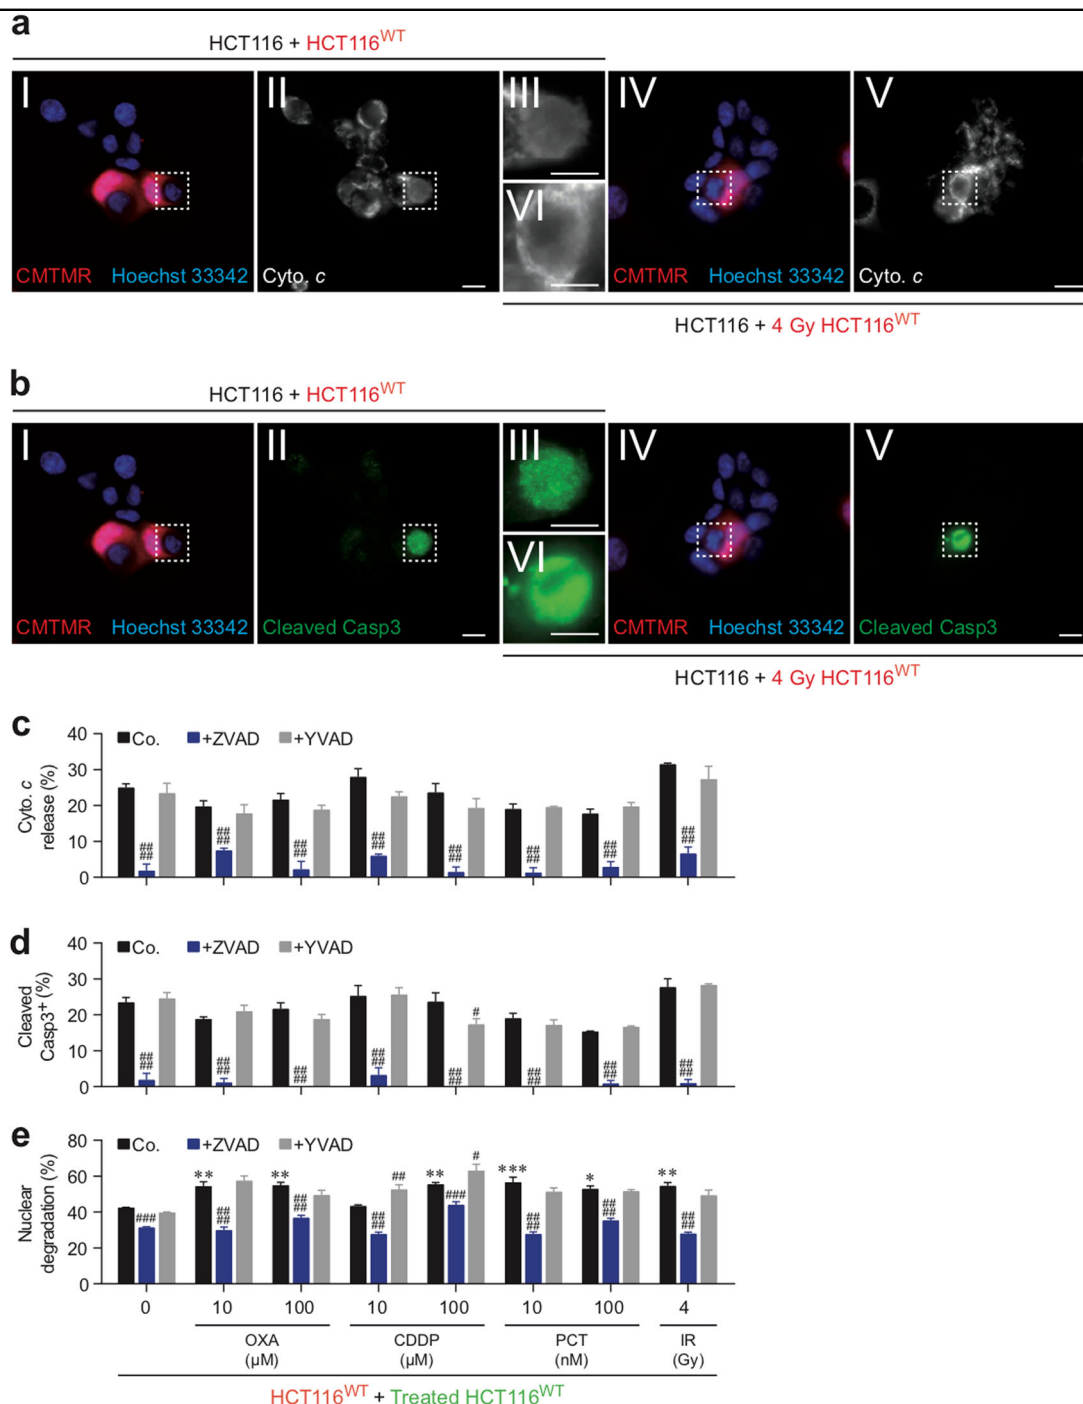 a
HCT116 + HCT116WT
I II III IV V
VI
CMTMR Hoechst 33342 Cyto. c CMTMR Hoechst 33342 Cyto. c
HCT116 + 4 Gy HCT116WT
b
HCT116 + HCT116WT
I II III IV V
VI
CMTMR Hoechst 33342 Cleaved Casp3 CMTMR Hoechst 33342 Cleaved Casp3
HCT116 + 4 Gy HCT116WT
c
Cyto. c
release (%)
40
30
20
10
0
Co. +ZVAD +YVAD
## ## ## ## ## ## ## ##
## ## ## ## ## ## ## ##
d
Cleaved
Casp3+ (%)
40
30
20
10
0
Co. +ZVAD +YVAD
#
## ## ## ## ## ## ## ##
## ## ## ## ## ## ## ##
e
Nuclear
degradation (%)
80
60
40
20
0
Co. +ZVAD +YVAD
** ** ## ** # *** * **
### ## ## ## ### ## ## ##
## ## ## ## ## ##
0 10 100 10 100 10 100 4
OXA CDDP PCT IR
(µM) (µM) (nM) (Gy)
HCT116WT + Treated HCT116WT